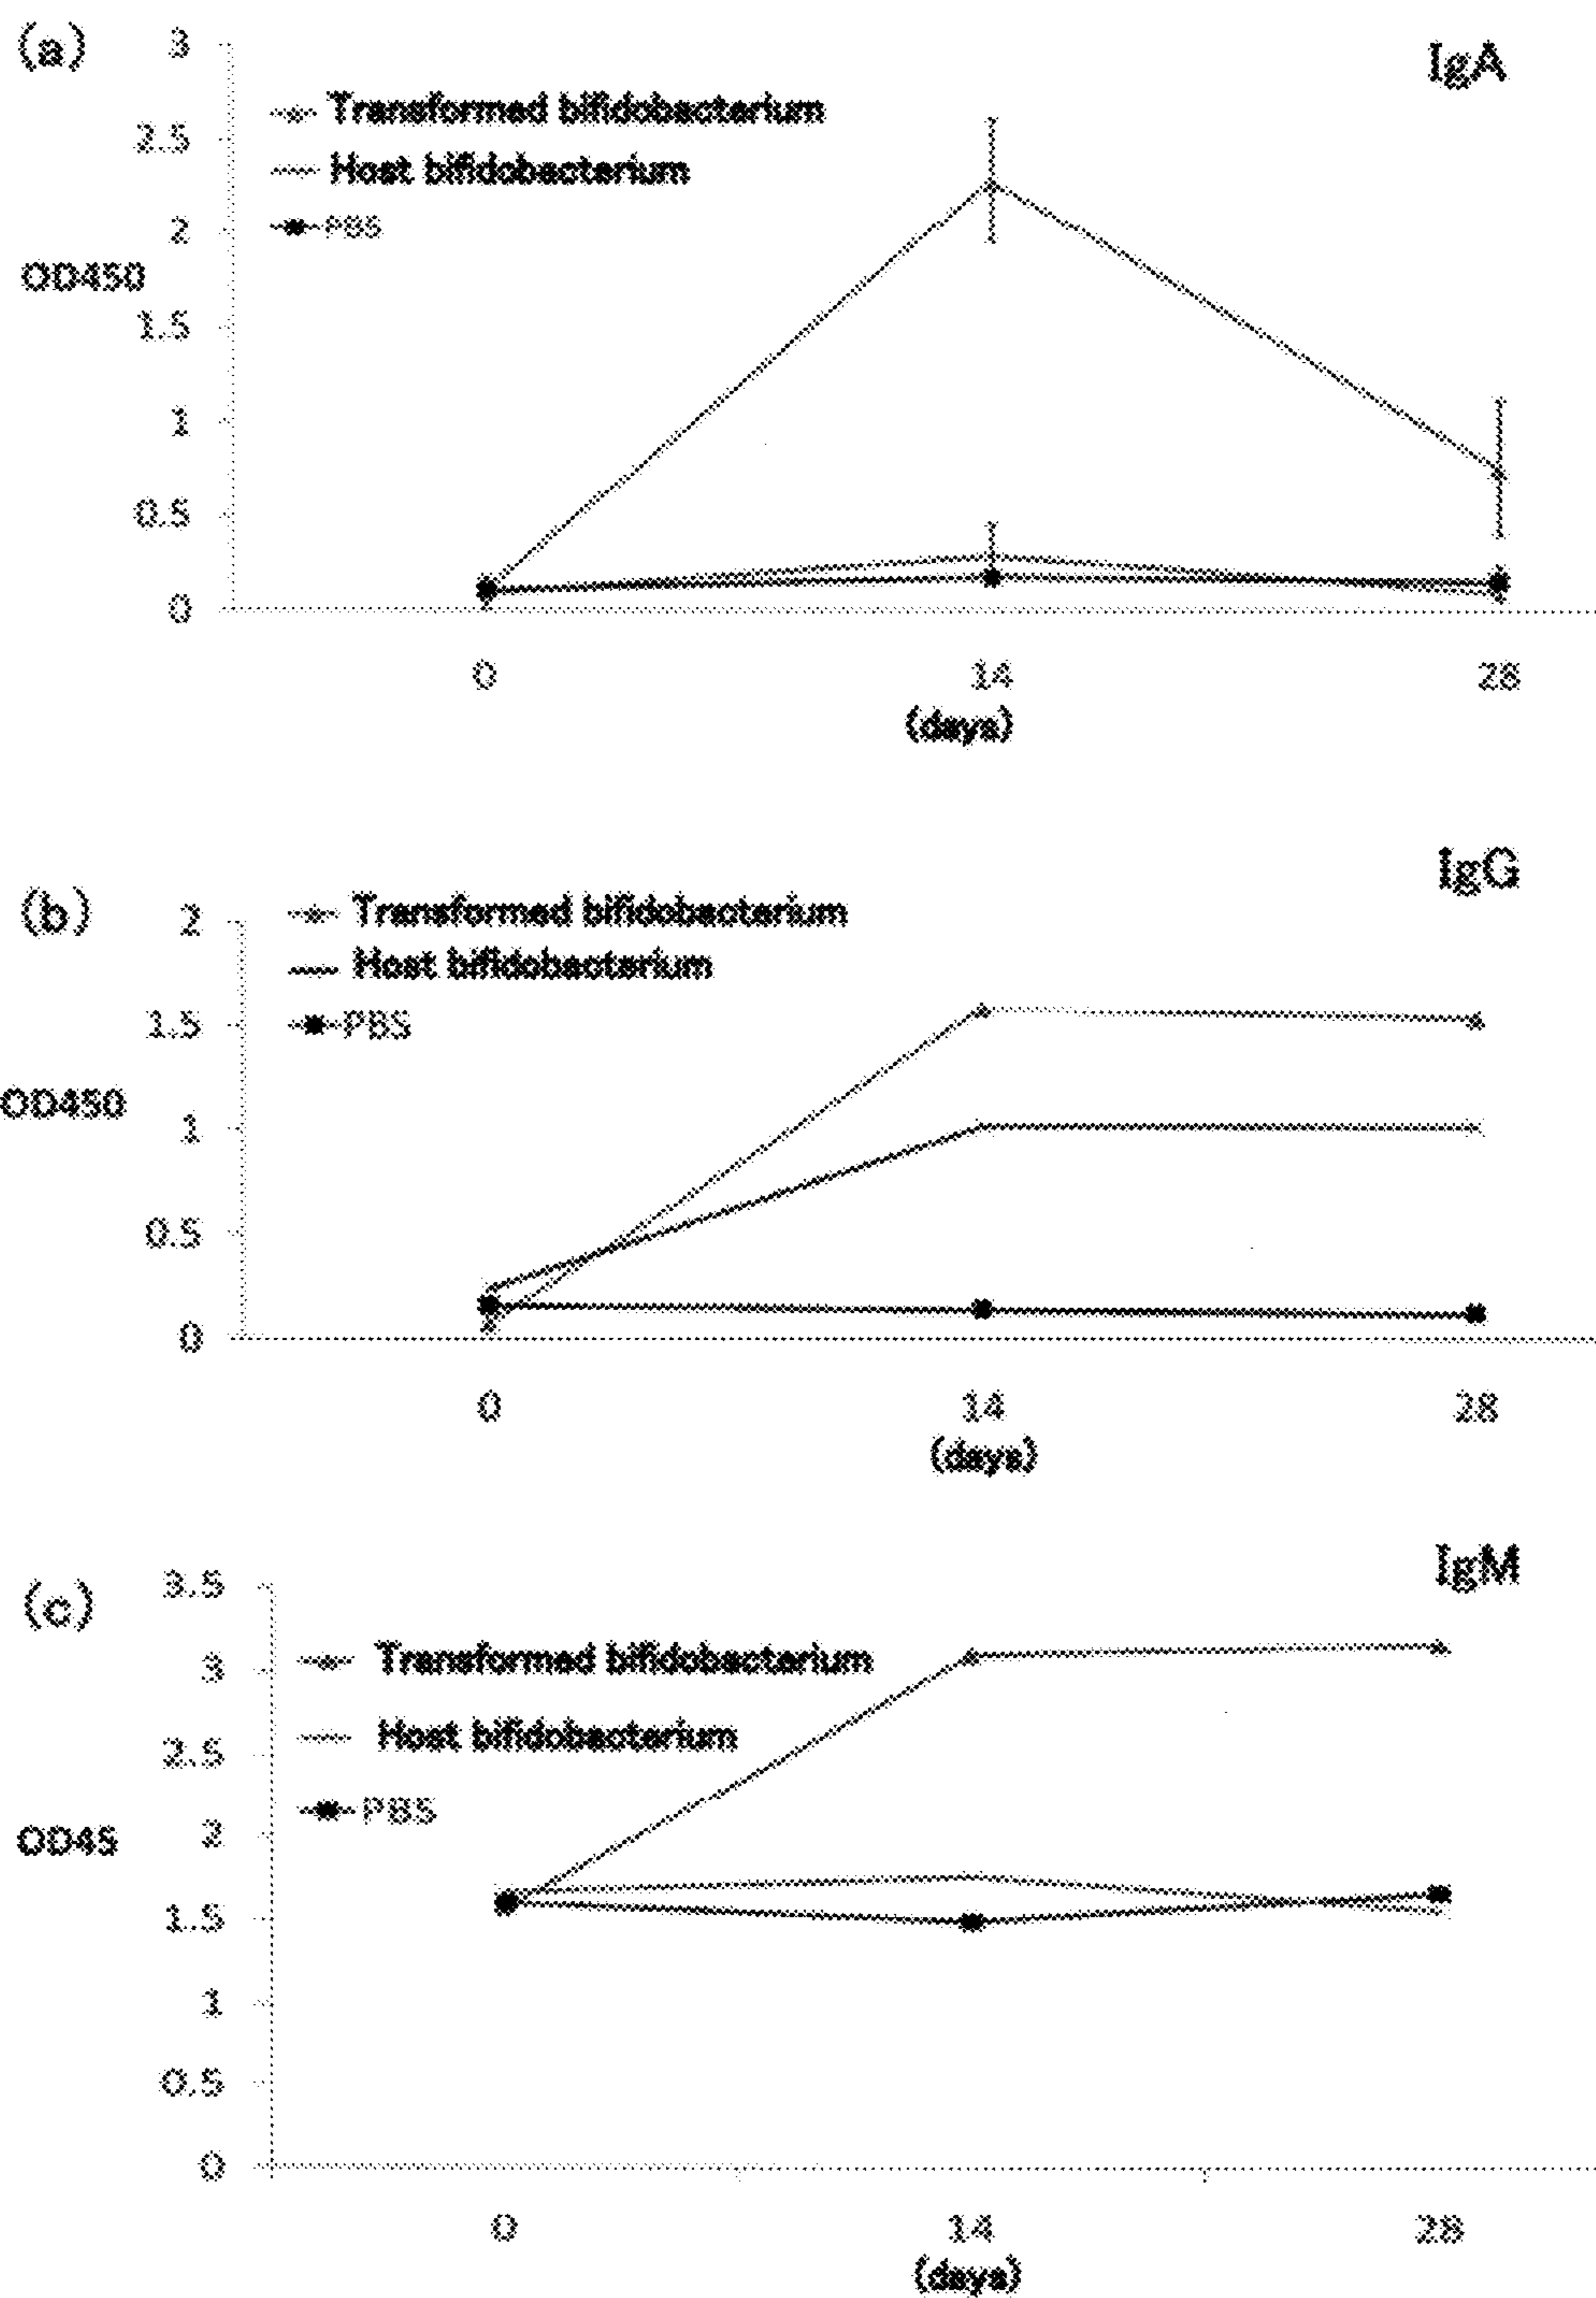 (a)
IgA
3
Transformed bifidobacterium
2.5
Host bifidobacterium
2
PBS
OD450
1.5
1
0.5
0
0 14 28
(days)
IgG
(b)
2
Transformed bifidobacterium
Host bifidobacterium
1.5
PBS
OD450
1
0.5
0
0 14 28
(days)
IgM
(c)
3.5
Transformed bifidobacterium
3
Host bifidobacterium
2.5
PBS
2
OD45
1.5
1
0.5
0
0 14 28
(days)